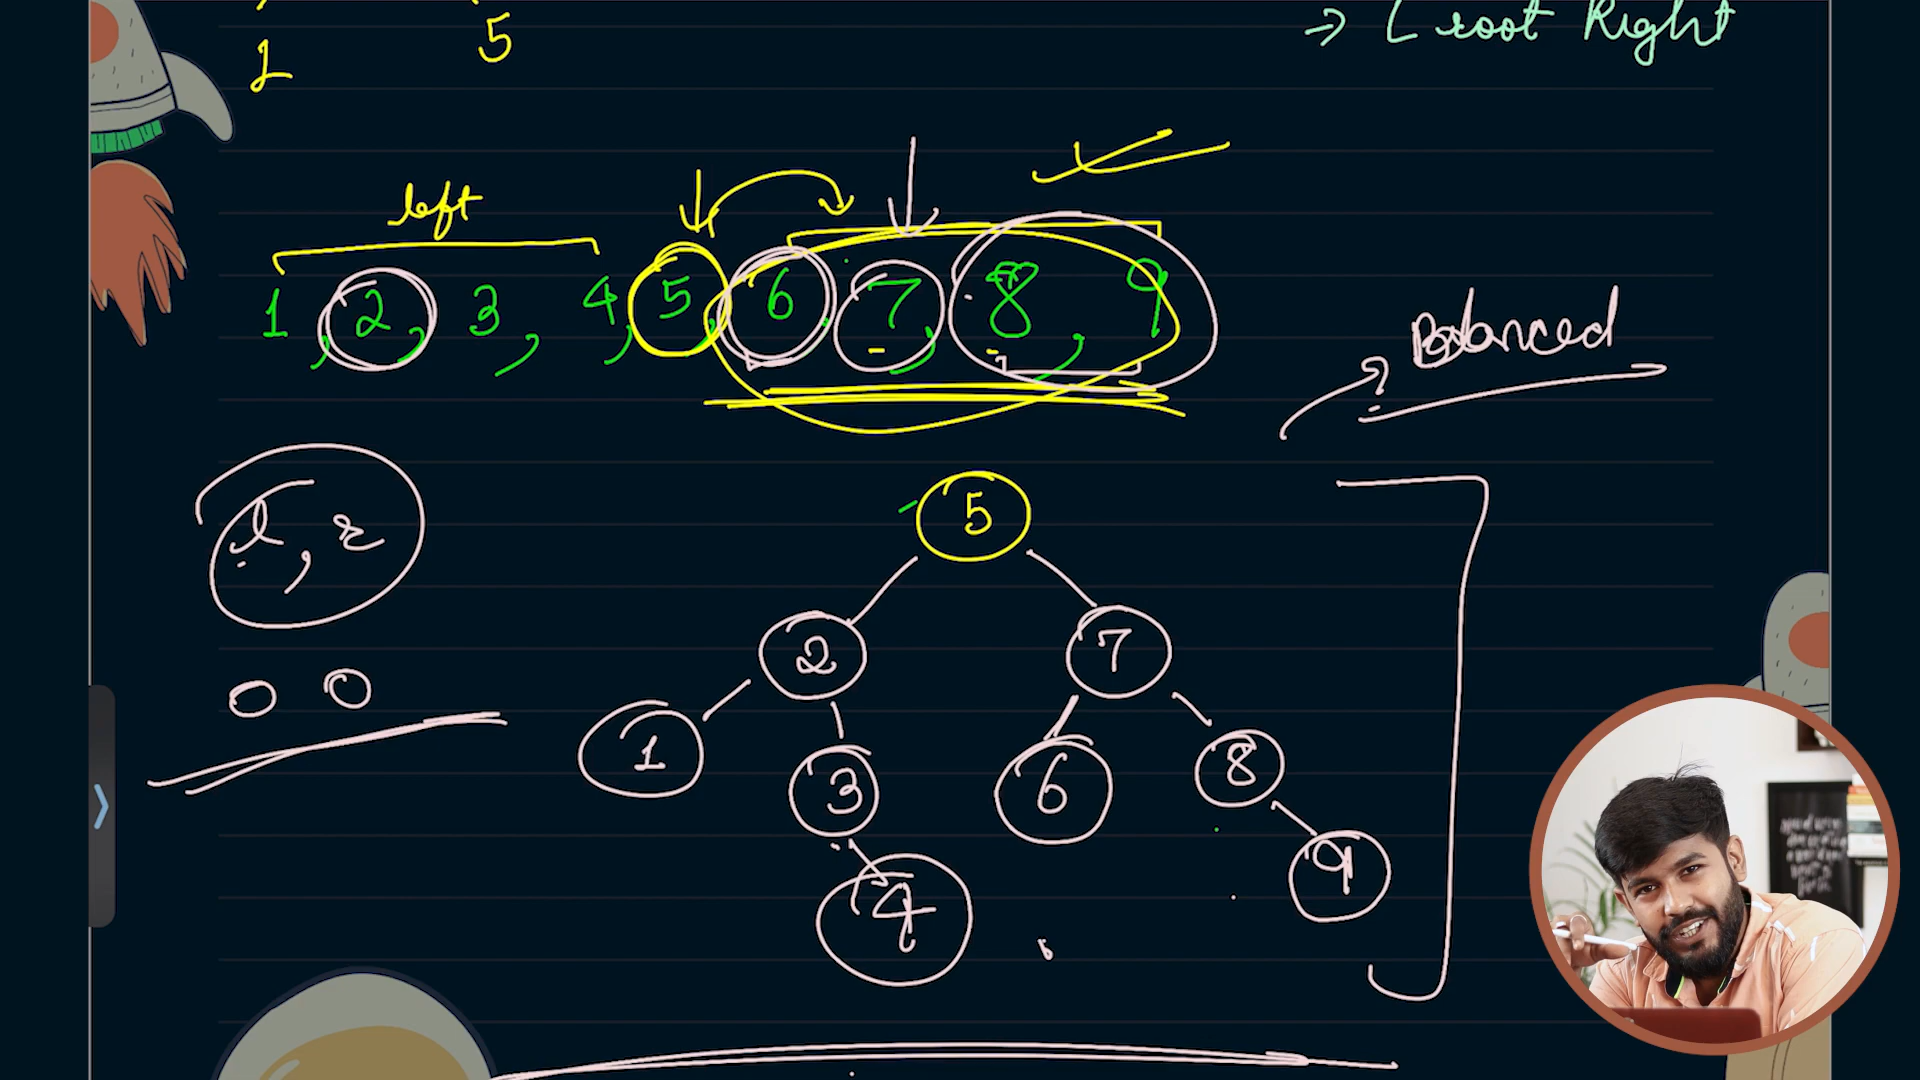 => L root Right
1 5
left
1, 2, 3, 4, 5, 6, 7, 8, 9
Balanced
l, r
5
2 7
1 3 6 8
4 9